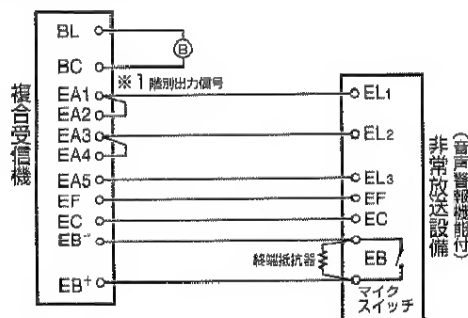 BL
B
BC
※1 階別出力信号
EA1
EL1
EA2
EA3
EL2
EA4
EA5
EL3
EF
EF
EC
EC
EB−
終端抵抗器
EB
EB+
マイク
スイッチ
複合受信機
非常放送設備
(音声警報機能付)